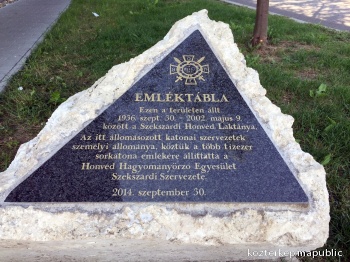 EMLÉKTÁBLA
Ezen a területen állt
1936. szept. 30. - 2002. május 9.
között a Szekszárdi Honvéd Laktanya.
Az itt állomásozott katonai szervezetek
személyi állománya, köztük a több tízezer
sorkatona emlékére állíttatta a
Honvéd Hagyományőrző Egyesület
Szekszárdi Szervezete.
2014. szeptember 30.
kozterkep.mapublic